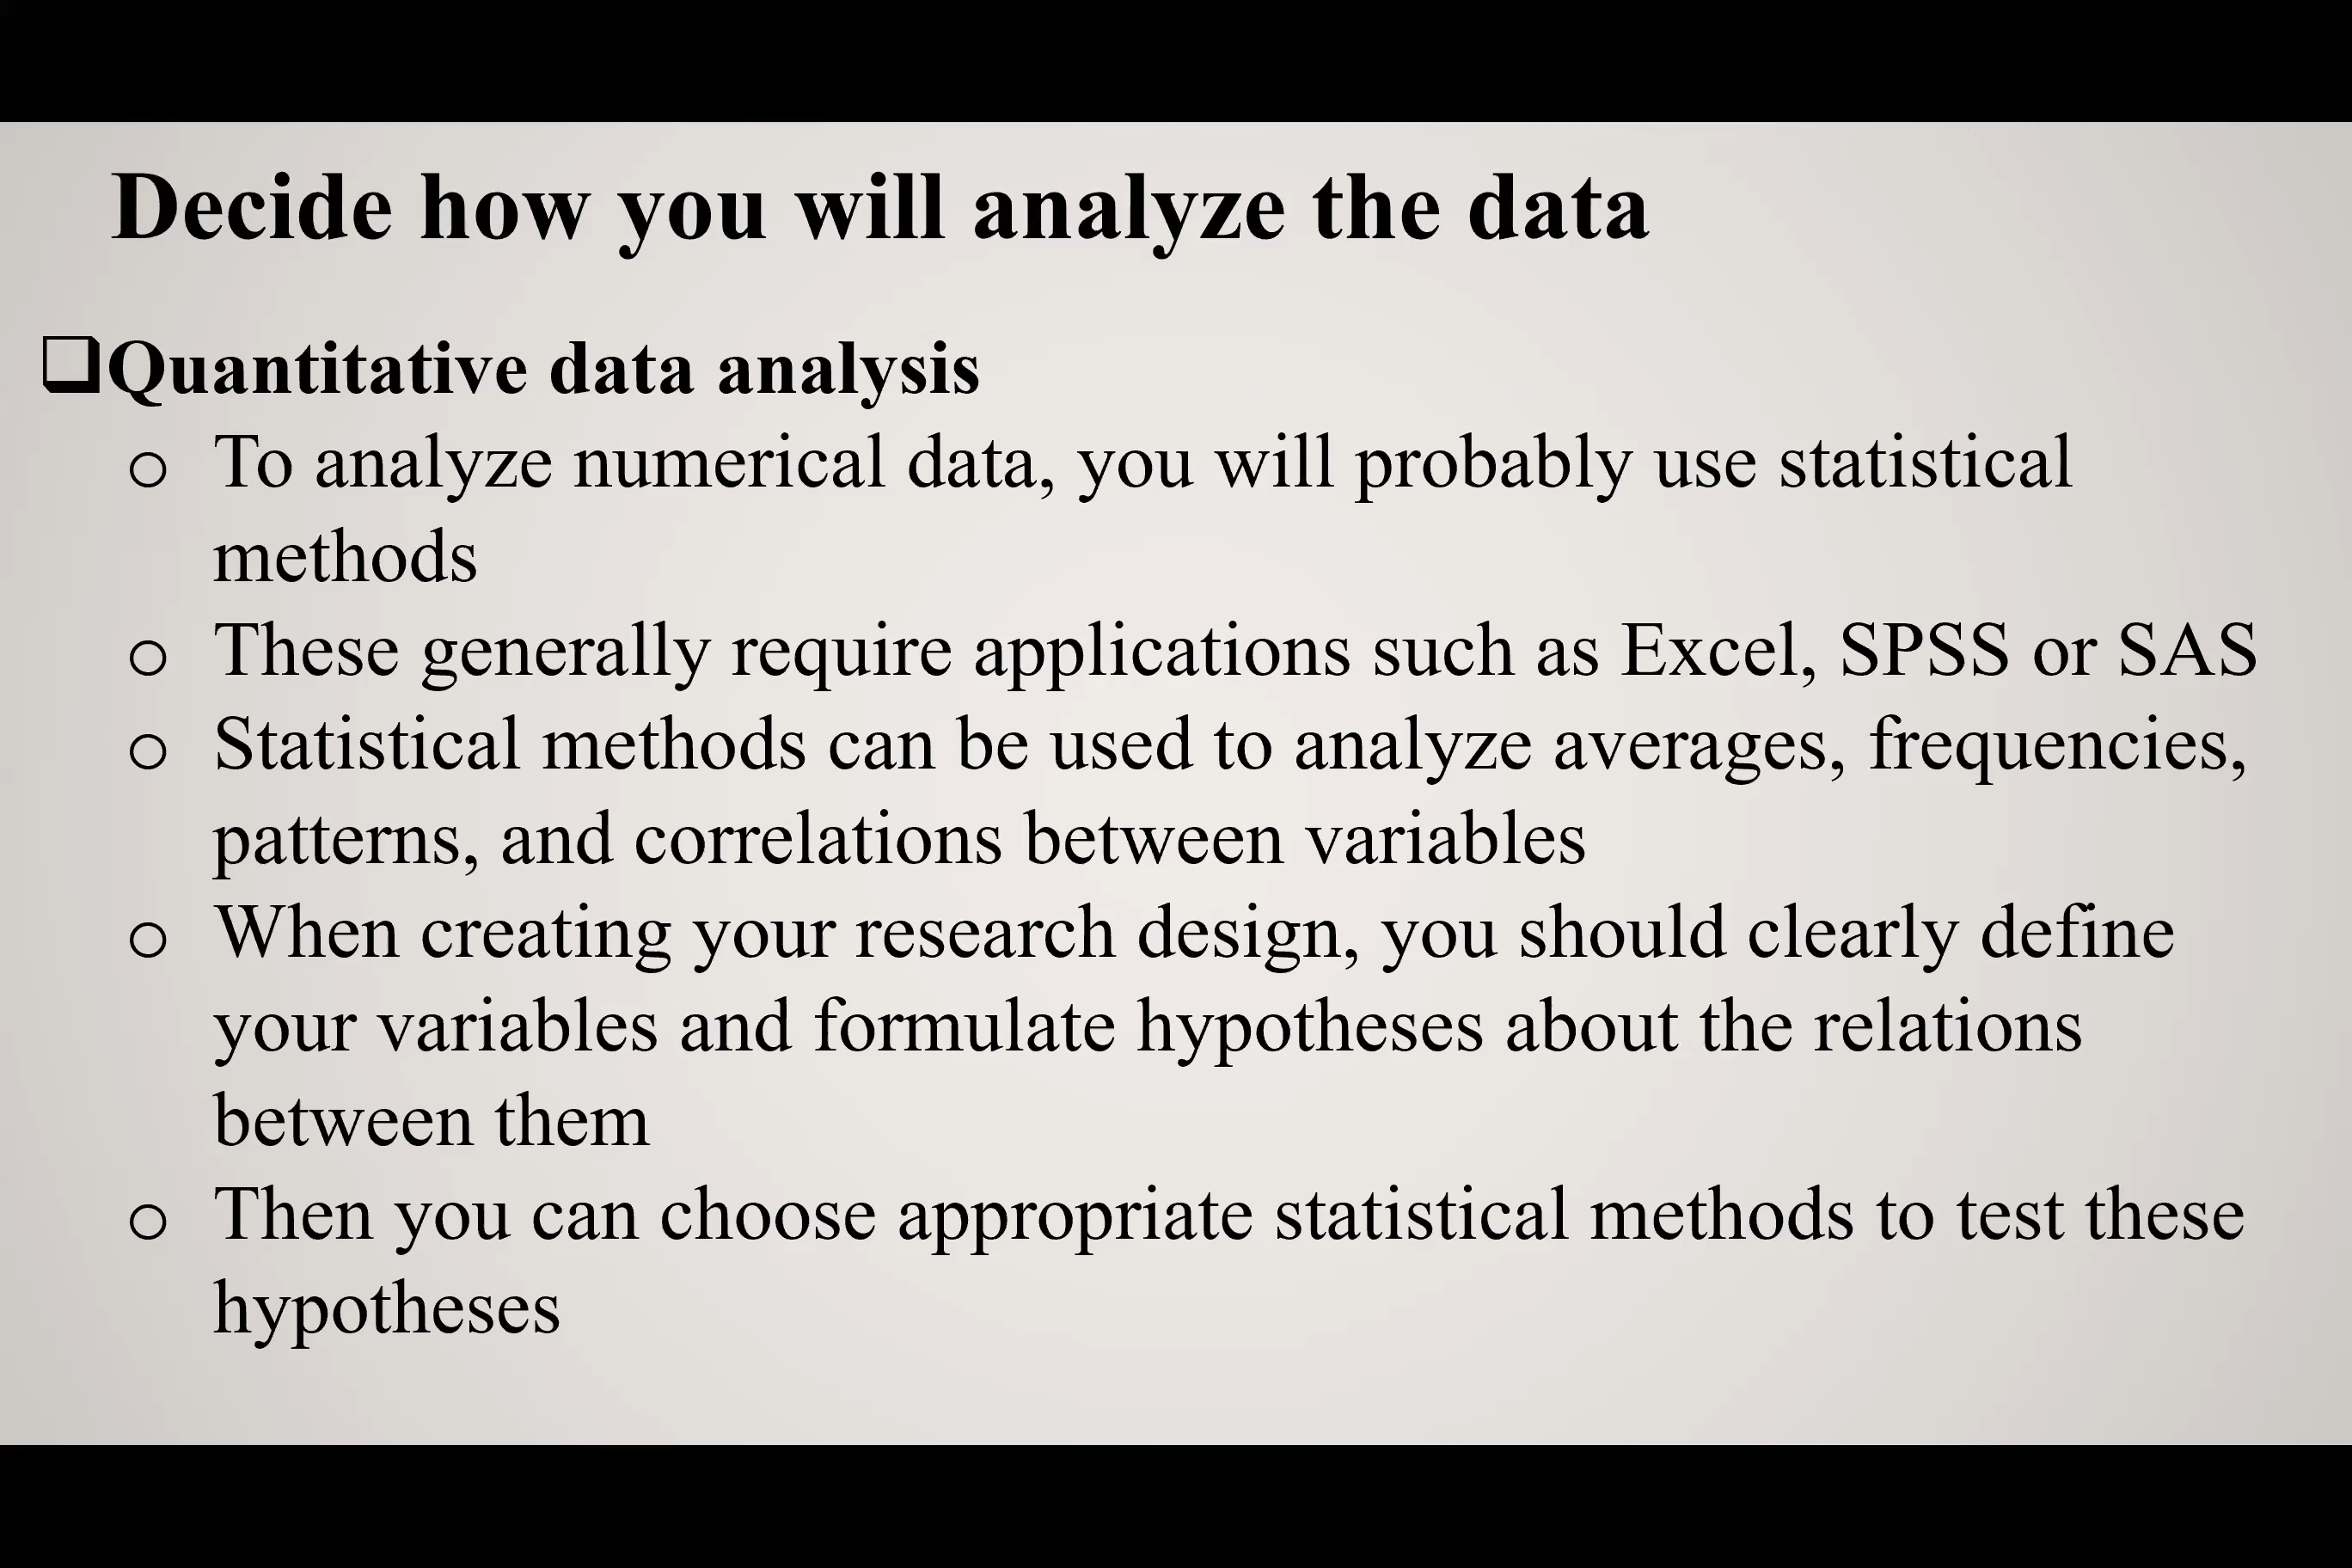 Decide how you will analyze the data
❑Quantitative data analysis
o To analyze numerical data, you will probably use statistical
methods
o These generally require applications such as Excel, SPSS or SAS
o Statistical methods can be used to analyze averages, frequencies,
patterns, and correlations between variables
o When creating your research design, you should clearly define
your variables and formulate hypotheses about the relations
between them
o Then you can choose appropriate statistical methods to test these
hypotheses